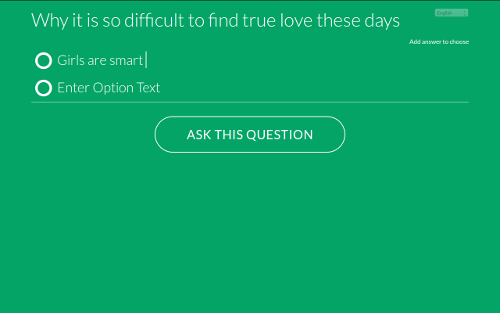 Why it is so difficult to find true love these days
English
Add answer to choose
Girls are smart
Enter Option Text
ASK THIS QUESTION